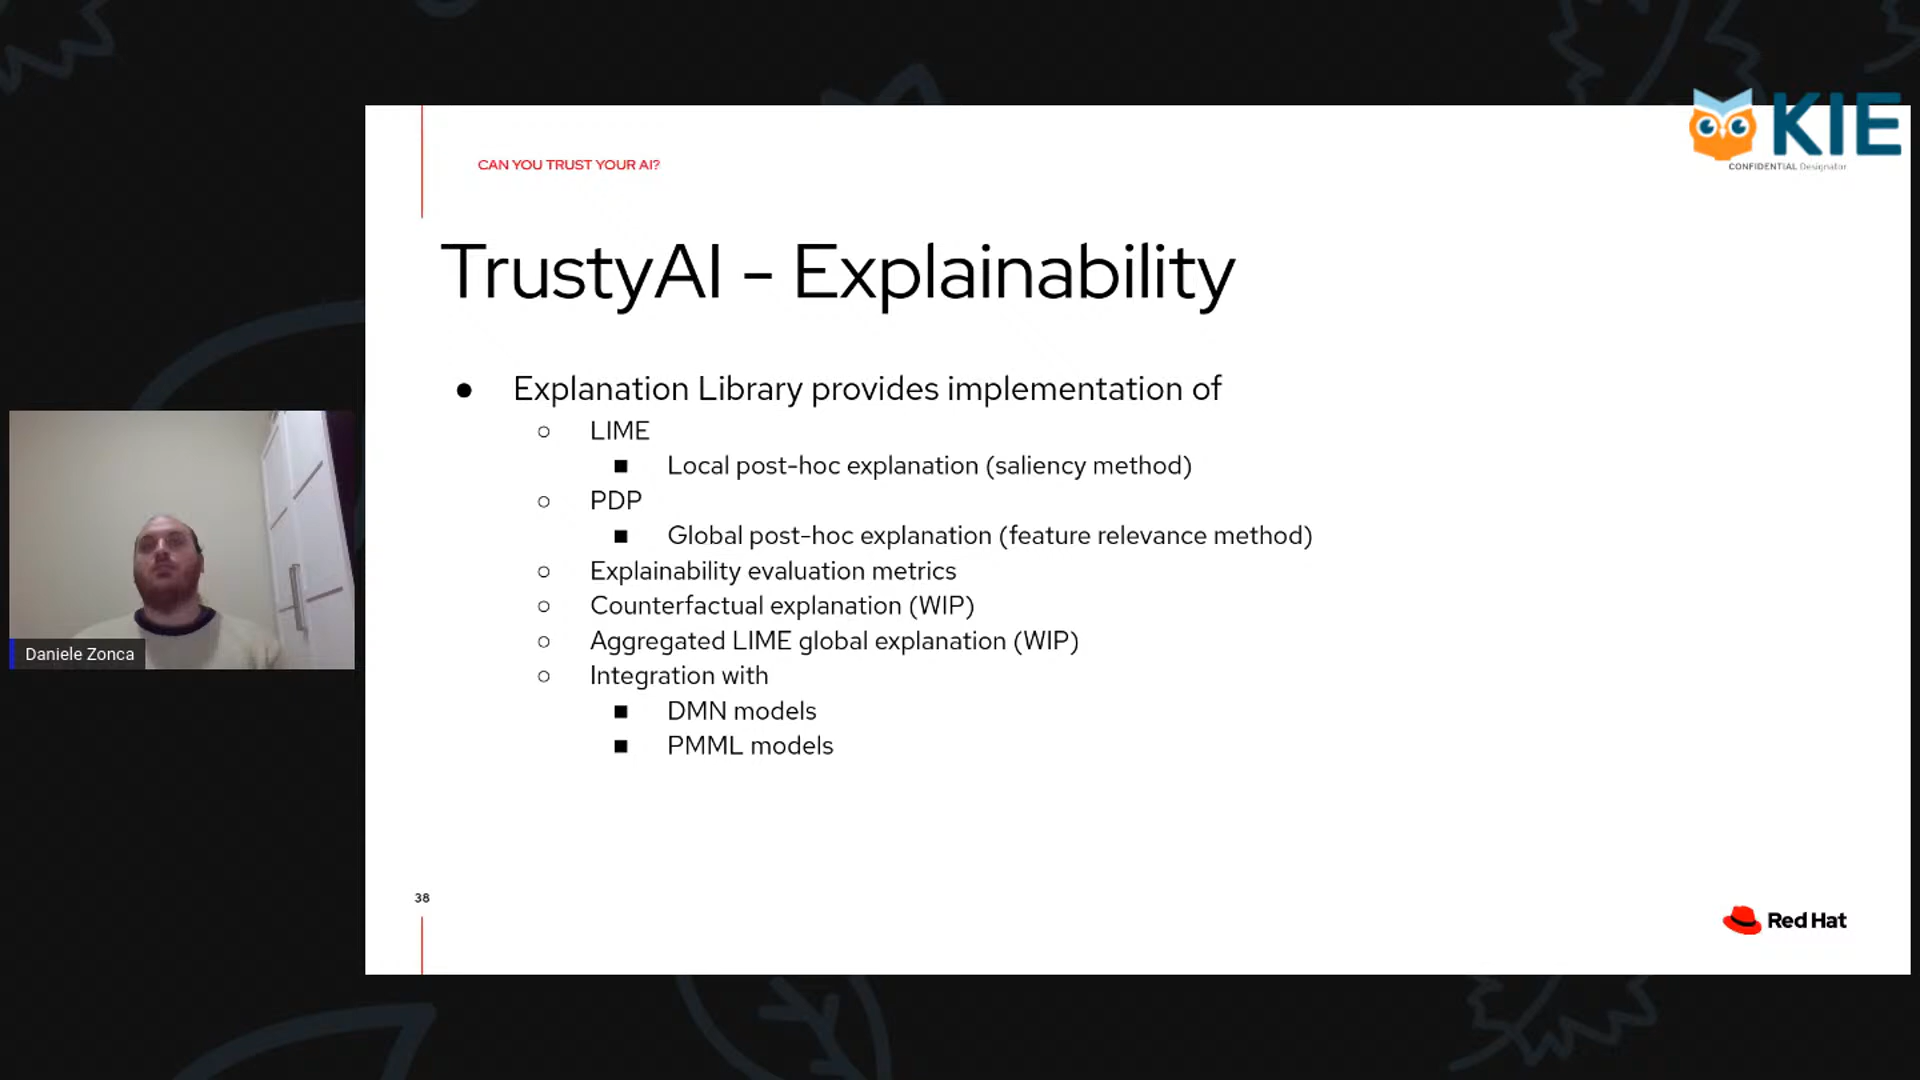 KIE
CONFIDENTIAL Designator
CAN YOU TRUST YOUR AI?
TrustyAI - Explainability
● Explanation Library provides implementation of
○ LIME
■ Local post-hoc explanation (saliency method)
○ PDP
■ Global post-hoc explanation (feature relevance method)
○ Explainability evaluation metrics
○ Counterfactual explanation (WIP)
○ Aggregated LIME global explanation (WIP)
○ Integration with
■ DMN models
■ PMML models
Daniele Zonca
38
Red Hat